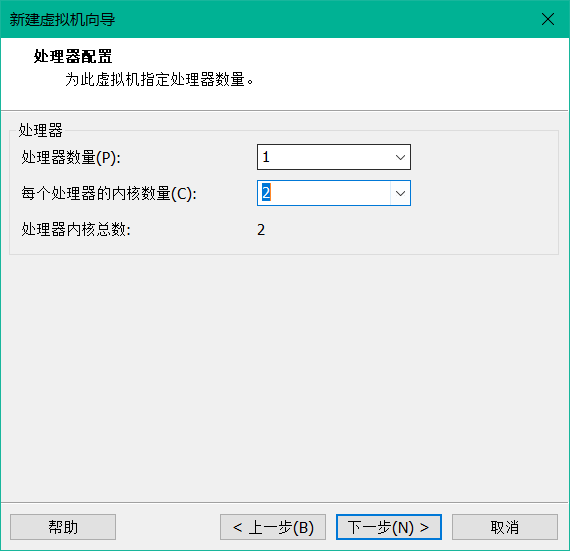 新建虚拟机向导
处理器配置
为此虚拟机指定处理器数量。
处理器
处理器数量(P): 1
每个处理器的内核数量(C): 2
处理器内核总数: 2
帮助 < 上一步(B) 下一步(N) > 取消